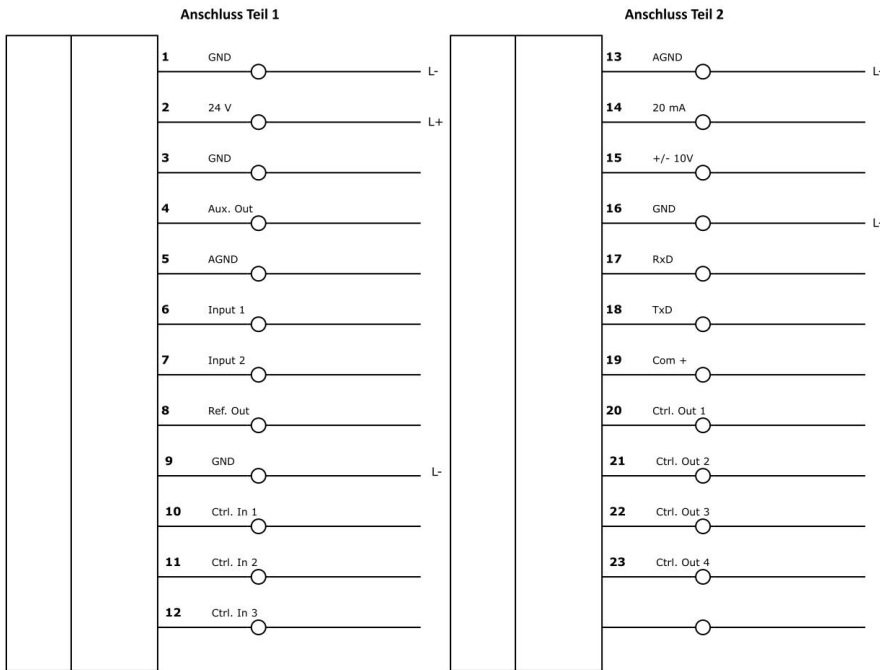 Anschluss Teil 1
1 GND L-
2 24 V L+
3 GND
4 Aux. Out
5 AGND
6 Input 1
7 Input 2
8 Ref. Out
9 GND L-
10 Ctrl. In 1
11 Ctrl. In 2
12 Ctrl. In 3
Anschluss Teil 2
13 AGND L-
14 20 mA
15 +/- 10V
16 GND L-
17 RxD
18 TxD
19 Com +
20 Ctrl. Out 1
21 Ctrl. Out 2
22 Ctrl. Out 3
23 Ctrl. Out 4